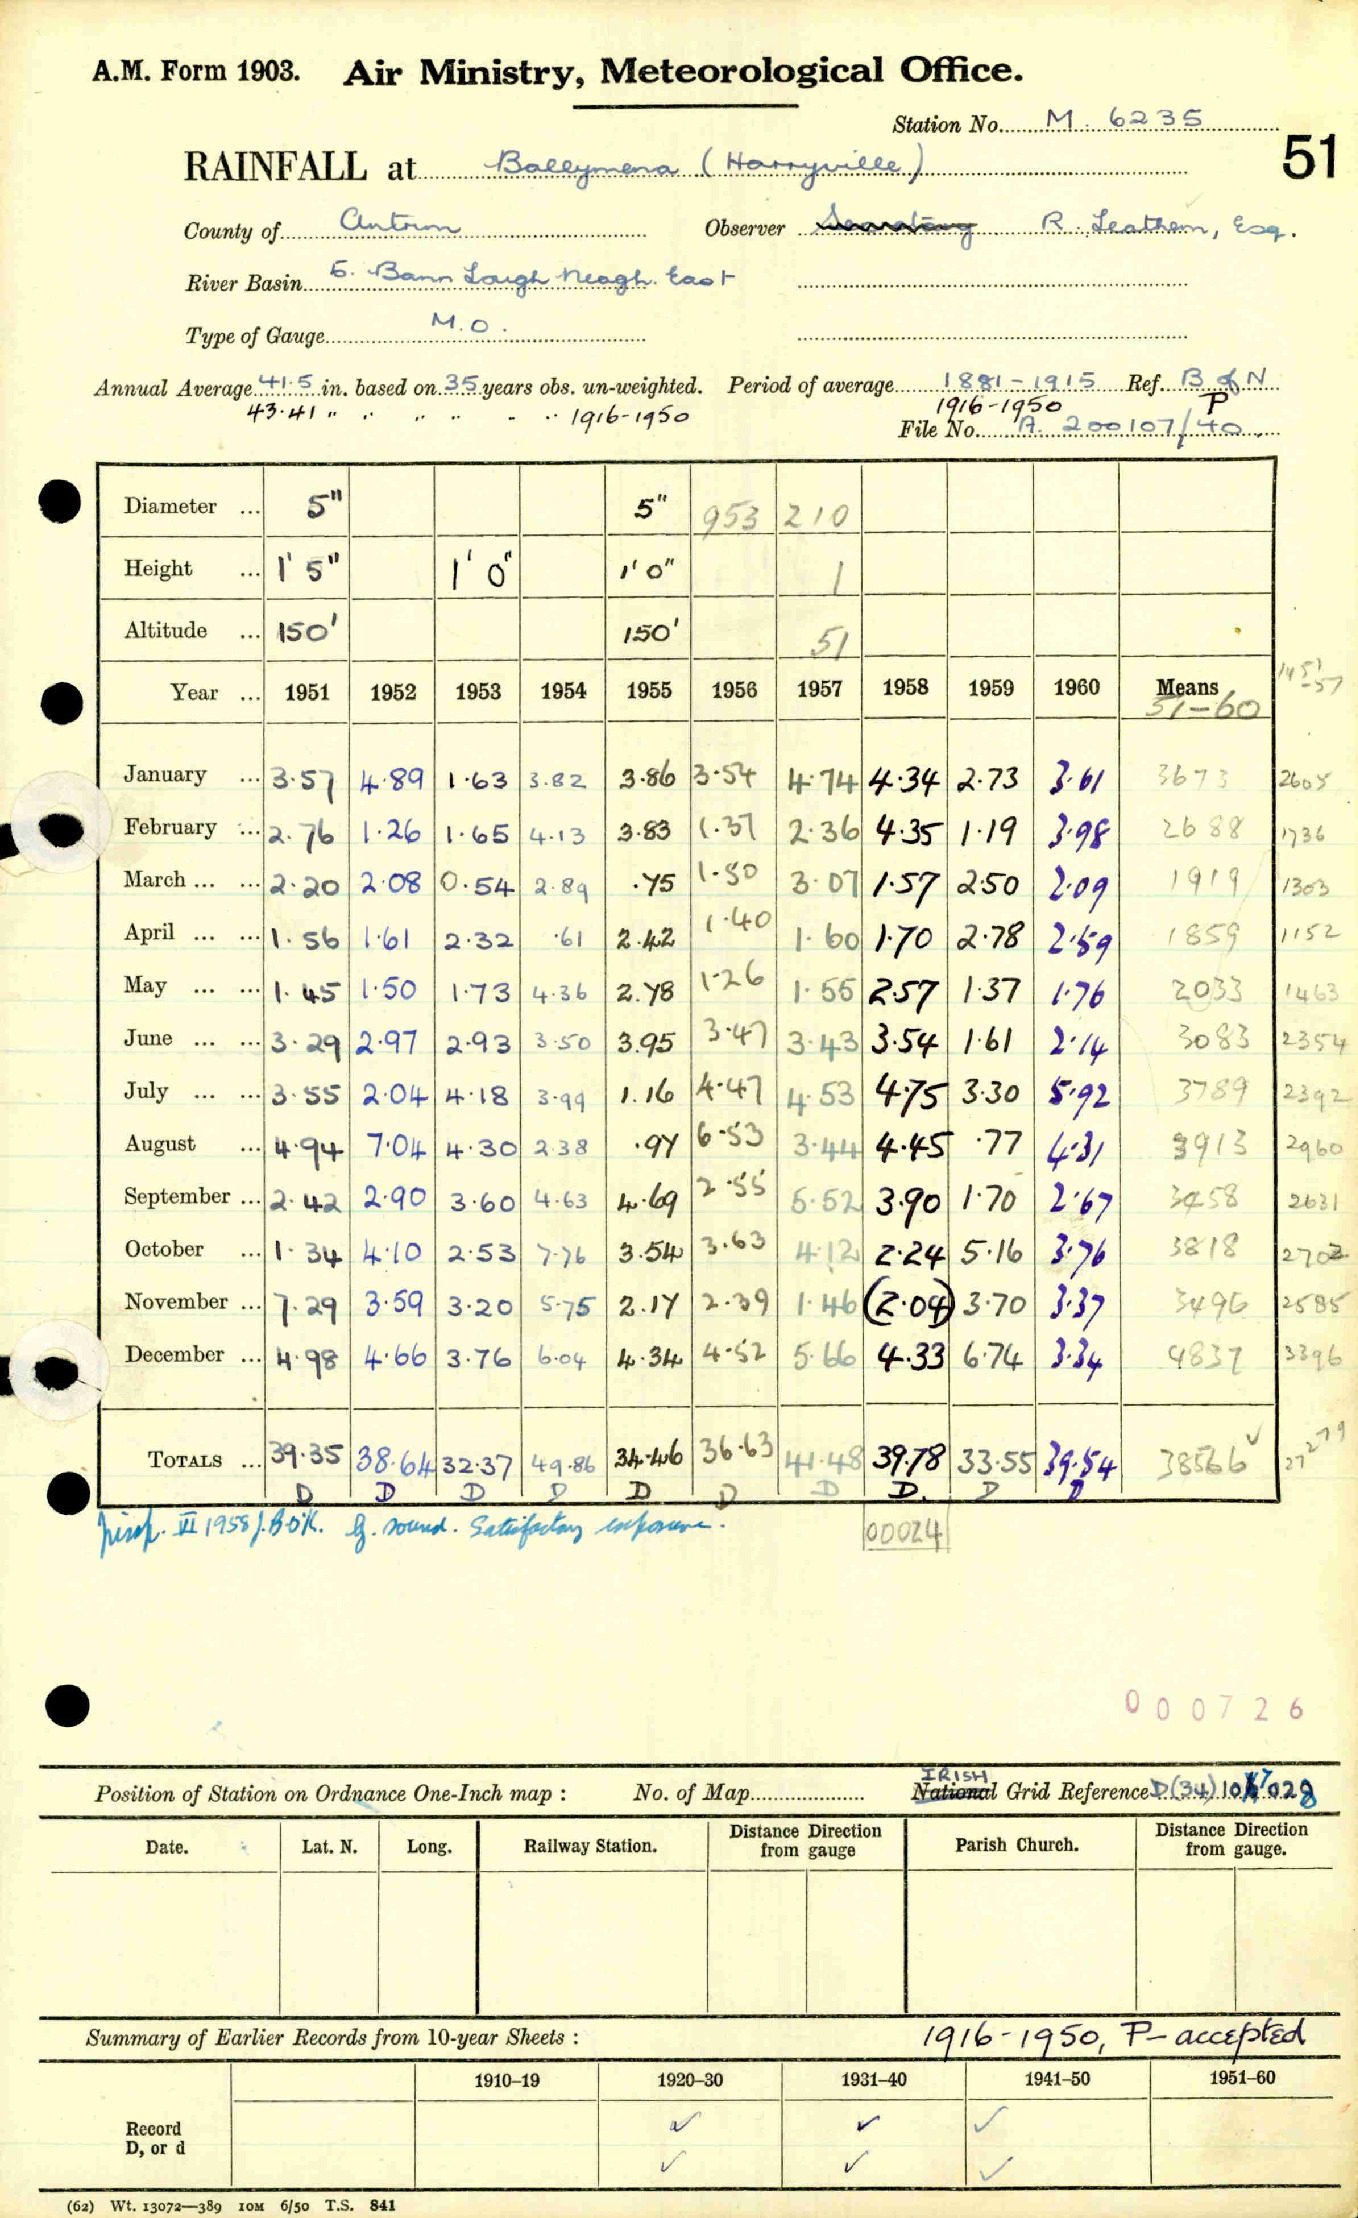 A.M. Form 1903. Air Ministry, Meteorological Office.
Station No. M. 6235
51
RAINFALL at Ballymena (Harryville)
County of Antrim Observer R. Leathem, Esq.
River Basin 5. Bann Lough Neagh. East
Type of Gauge M.O.
Annual Average 41.5 in. based on 35 years obs. un-weighted. Period of average 1881-1915 Ref. B of N
43.41 " " " " - " 1916-1950 1916-1950 P
File No. A. 200107/40
Diameter ... 5" 5" 953 210
Height ... 1' 5" 1' 0" 1' 0" 1
Altitude ... 150' 150' 51
Year ... 1951 1952 1953 1954 1955 1956 1957 1958 1959 1960 Means 51-60
January ... 3.57 4.89 1.63 3.82 3.86 3.54 4.74 4.34 2.73 3.61 3673 2605
February ... 2.76 1.26 1.65 4.13 3.83 1.37 2.36 4.35 1.19 3.98 2688 1736
March ... ... 2.20 2.08 0.54 2.89 .75 1.50 3.07 1.57 2.50 2.09 1919 1303
April ... ... 1.56 1.61 2.32 .61 2.42 1.40 1.60 1.70 2.78 2.59 1859 1152
May ... ... 1.45 1.50 1.73 4.36 2.78 1.26 1.55 2.57 1.37 1.76 2033 1463
June ... ... 3.29 2.97 2.93 3.50 3.95 3.47 3.43 3.54 1.61 2.14 3083 2354
July ... ... 3.55 2.04 4.18 3.99 1.16 4.47 4.53 4.75 3.30 5.92 3789 2392
August ... 4.94 7.04 4.30 2.38 .97 6.53 3.44 4.45 .77 4.31 3913 2960
September ... 2.42 2.90 3.60 4.63 4.69 2.55 5.52 3.90 1.70 2.67 3458 2631
October ... 1.34 4.10 2.53 7.76 3.54 3.63 4.12 2.24 5.16 3.76 3818 2702
November ... 7.29 3.59 3.20 5.75 2.17 2.39 1.46 (2.04) 3.70 3.37 3496 2585
December ... 4.98 4.66 3.76 6.04 4.34 4.52 5.66 4.33 6.74 3.34 4837 3396
TOTALS ... 39.35 38.64 32.37 49.86 34.46 36.63 41.48 39.78 33.55 39.54 38566 27279
D D D D D D D D. D D
Insp. VI 1958 J.B.O'K. G. sound. Satisfactory exposure.
00024
000726
Position of Station on Ordnance One-Inch map : No. of Map IRISH National Grid Reference D(34)
Date. Lat. N. Long. Railway Station. Distance from gauge Direction Parish Church. Distance Direction from gauge.
Summary of Earlier Records from 10-year Sheets : 1916-1950, P- accepted
1910–19 1920–30 1931–40 1941–50 1951–60
Record ✓ ✓ ✓
D, or d ✓ ✓ ✓
(62) Wt. 13072—389 10M 6/50 T.S. 841